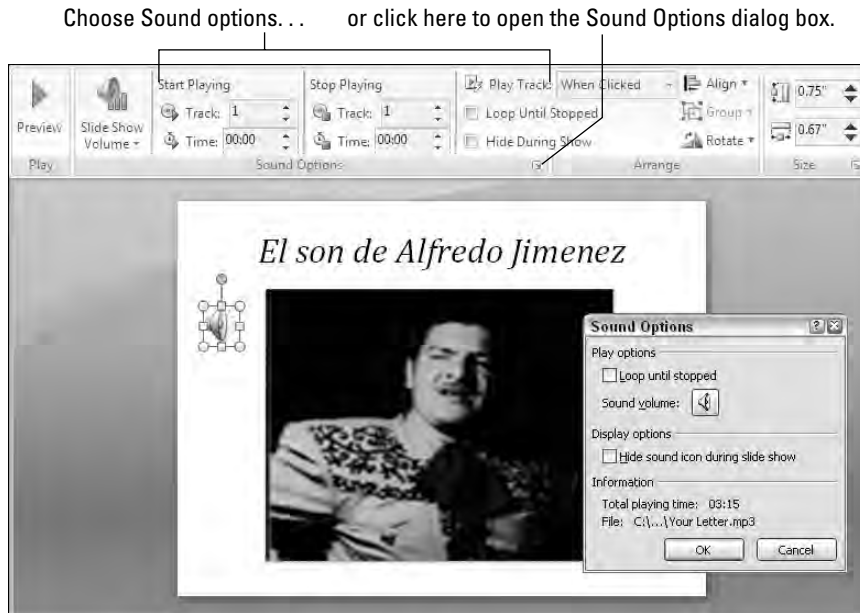 Choose Sound options. . . or click here to open the Sound Options dialog box.
Start Playing Stop Playing Play Track: When Clicked Align
Track: 1 Track: 1 Loop Until Stopped Group 0.75"
Preview Slide Show Volume Time: 00:00 Time: 00:00 Hide During Show Rotate 0.67"
Play Sound Options Arrange Size
El son de Alfredo Jimenez
Sound Options
Play options
Loop until stopped
Sound volume:
Display options
Hide sound icon during slide show
Information
Total playing time: 03:15
File: C:\...\Your Letter.mp3
OK Cancel